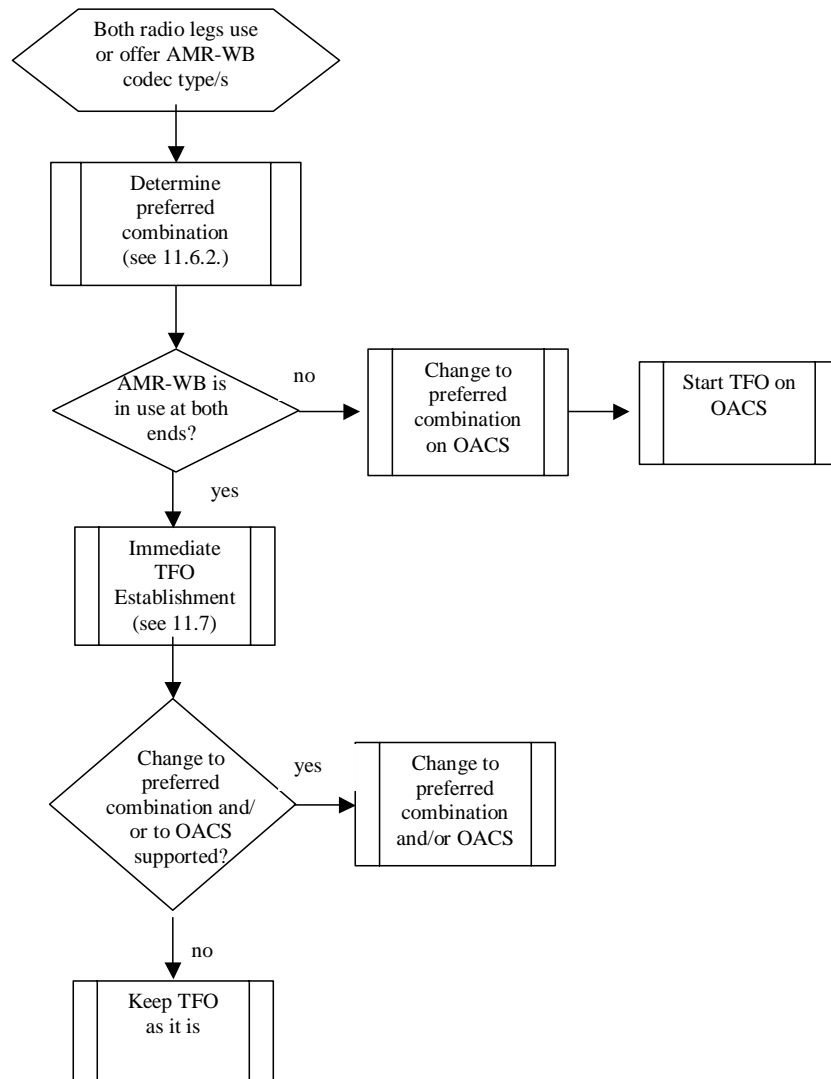 Both radio legs use
or offer AMR-WB
codec type/s
Determine
preferred
combination
(see 11.6.2.)
AMR-WB is
in use at both
ends?
no
Change to
preferred
combination
on OACS
Start TFO on
OACS
yes
Immediate
TFO
Establishment
(see 11.7)
Change to
preferred
combination and/
or to OACS
supported?
yes
Change to
preferred
combination
and/or OACS
no
Keep TFO
as it is